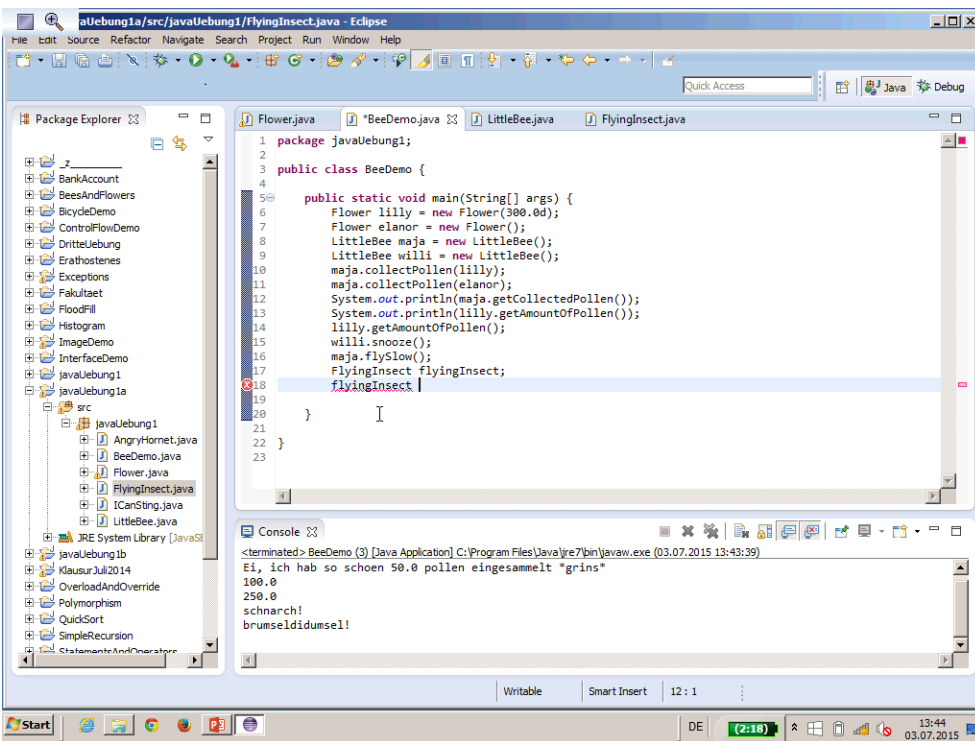 aUebung1a/src/javaUebung1/FlyingInsect.java - Eclipse
File Edit Source Refactor Navigate Search Project Run Window Help
Quick Access
Java
Debug
Package Explorer
_z_________
BankAccount
BeesAndFlowers
BicycleDemo
ControlFlowDemo
DritteUebung
Erathostenes
Exceptions
Fakultaet
FloodFill
Histogram
ImageDemo
InterfaceDemo
javaUebung1
javaUebung1a
src
javaUebung1
AngryHornet.java
BeeDemo.java
Flower.java
FlyingInsect.java
ICanSting.java
LittleBee.java
JRE System Library [JavaSE
javaUebung1b
KlausurJuli2014
OverloadAndOverride
Polymorphism
QuickSort
SimpleRecursion
StatementsAndOperators
Flower.java
*BeeDemo.java
LittleBee.java
FlyingInsect.java
1 package javaUebung1;
2
3 public class BeeDemo {
4
5 public static void main(String[] args) {
6 Flower lilly = new Flower(300.0d);
7 Flower elanor = new Flower();
8 LittleBee maja = new LittleBee();
9 LittleBee willi = new LittleBee();
10 maja.collectPollen(lilly);
11 maja.collectPollen(elanor);
12 System.out.println(maja.getCollectedPollen());
13 System.out.println(lilly.getAmountOfPollen());
14 lilly.getAmountOfPollen();
15 willi.snooze();
16 maja.flySlow();
17 FlyingInsect flyingInsect;
18 flyingInsect
19
20 }
21
22 }
23
Console
<terminated> BeeDemo (3) [Java Application] C:\Program Files\Java\jre7\bin\javaw.exe (03.07.2015 13:43:39)
Ei, ich hab so schoen 50.0 pollen eingesammelt *grins*
100.0
250.0
schnarch!
brumseldidumsel!
Writable
Smart Insert
12 : 1
Start
DE
(2:18)
13:44
03.07.2015